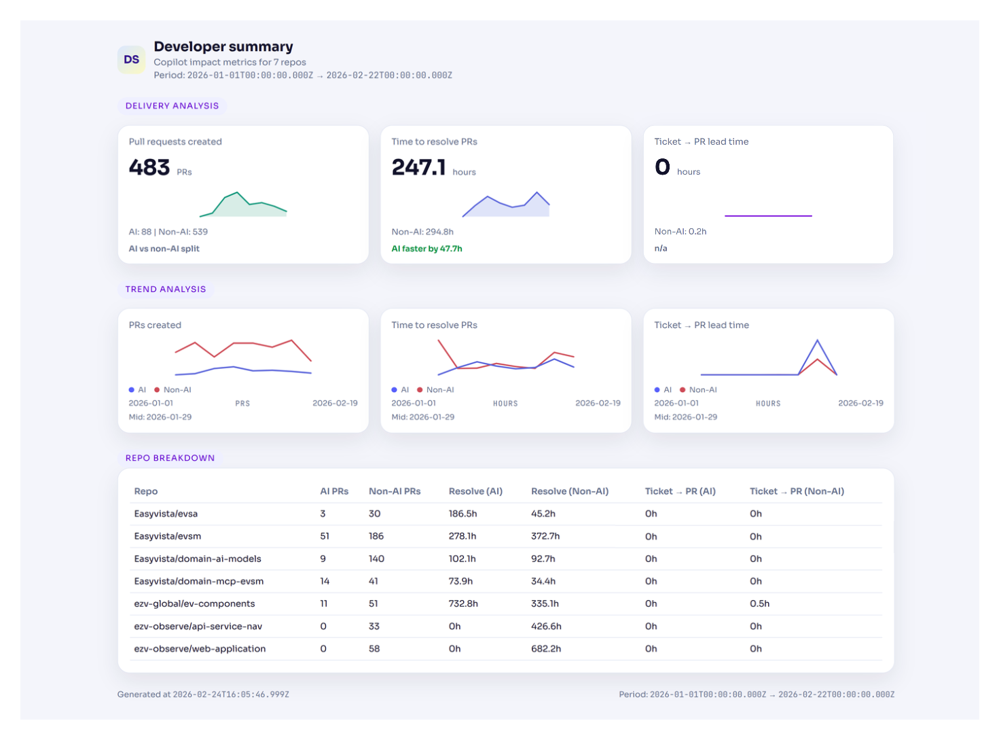 DS
Developer summary
Copilot impact metrics for 7 repos
Period: 2026-01-01T00:00:00.000Z → 2026-02-22T00:00:00.000Z
DELIVERY ANALYSIS
Pull requests created
483 PRs
AI: 88 | Non-AI: 539
AI vs non-AI split
Time to resolve PRs
247.1 hours
Non-AI: 294.8h
AI faster by 47.7h
Ticket → PR lead time
0 hours
Non-AI: 0.2h
n/a
TREND ANALYSIS
PRs created
AI Non-AI
2026-01-01 PRS 2026-02-19
Mid: 2026-01-29
Time to resolve PRs
AI Non-AI
2026-01-01 HOURS 2026-02-19
Mid: 2026-01-29
Ticket → PR lead time
AI Non-AI
2026-01-01 HOURS 2026-02-19
Mid: 2026-01-29
REPO BREAKDOWN
Repo AI PRs Non-AI PRs Resolve (AI) Resolve (Non-AI) Ticket → PR (AI) Ticket → PR (Non-AI)
Easyvista/evsa 3 30 186.5h 45.2h 0h 0h
Easyvista/evsm 51 186 278.1h 372.7h 0h 0h
Easyvista/domain-ai-models 9 140 102.1h 92.7h 0h 0h
Easyvista/domain-mcp-evsm 14 41 73.9h 34.4h 0h 0h
ezv-global/ev-components 11 51 732.8h 335.1h 0h 0.5h
ezv-observe/api-service-nav 0 33 0h 426.6h 0h 0h
ezv-observe/web-application 0 58 0h 682.2h 0h 0h
Generated at 2026-02-24T16:05:46.999Z
Period: 2026-01-01T00:00:00.000Z → 2026-02-22T00:00:00.000Z